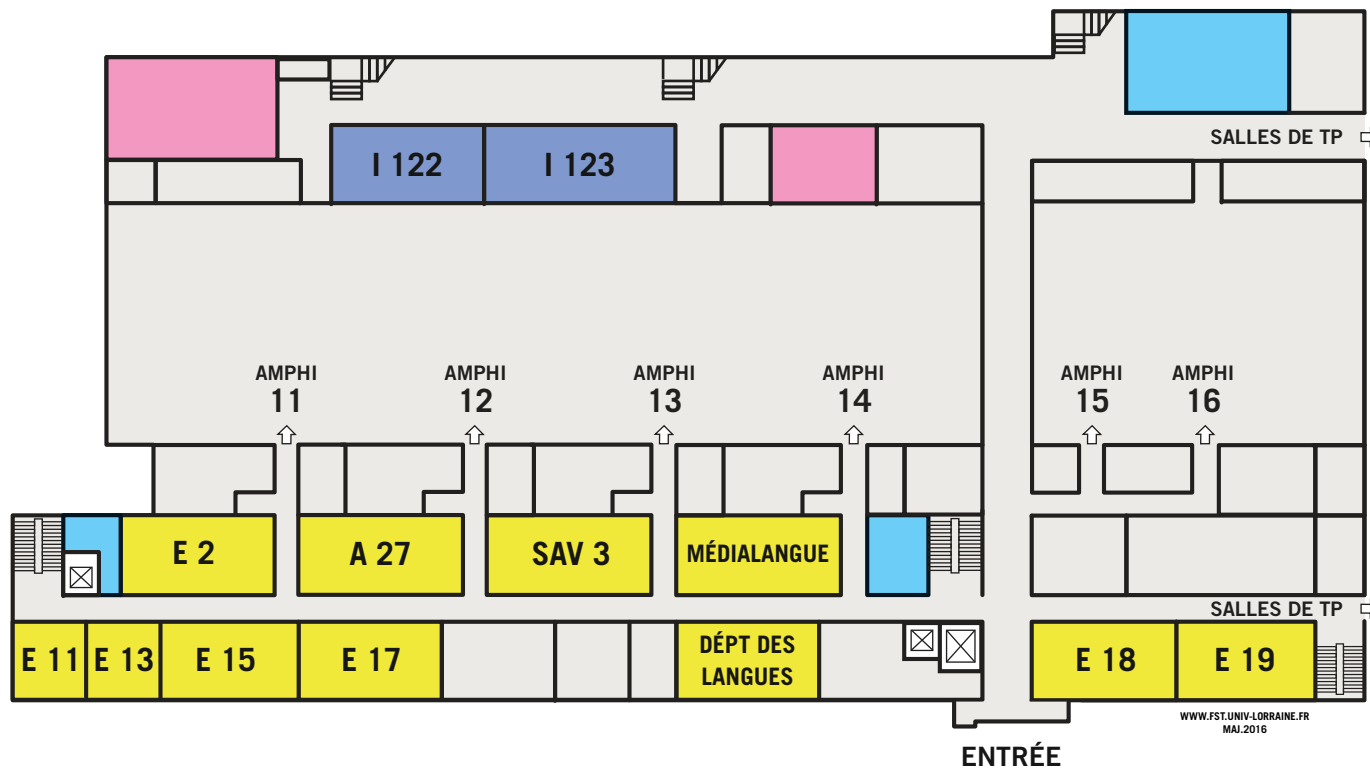 SALLES DE TP
I 122
I 123
AMPHI
11
AMPHI
12
AMPHI
13
AMPHI
14
AMPHI
15
AMPHI
16
E 2
A 27
SAV 3
MÉDIALANGUE
SALLES DE TP
E 11
E 13
E 15
E 17
DÉPT DES
LANGUES
E 18
E 19
WWW.FST.UNIV-LORRAINE.FR
MAJ.2016
ENTRÉE